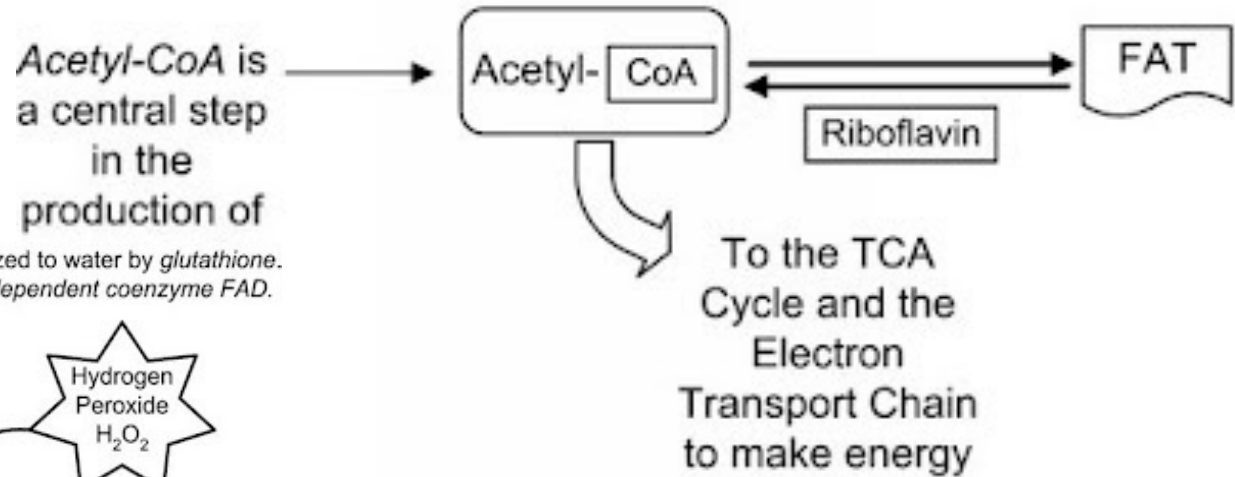 Acetyl-CoA is
a central step
in the
production of
zed to water by glutathione.
dependent coenzyme FAD.
Hydrogen
Peroxide
H₂O₂
Acetyl- CoA
FAT
Riboflavin
To the TCA
Cycle and the
Electron
Transport Chain
to make energy